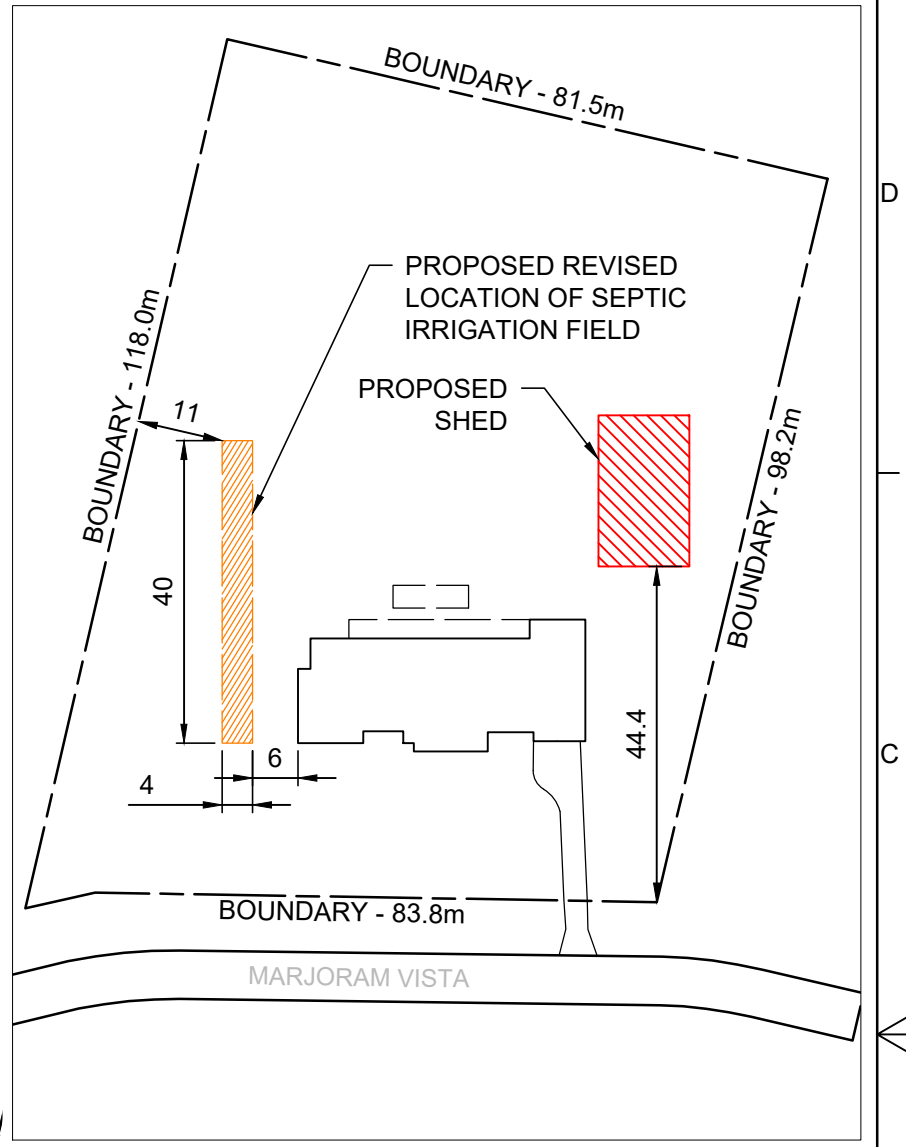 BOUNDARY - 81.5m
D
PROPOSED REVISED
LOCATION OF SEPTIC
IRRIGATION FIELD
BOUNDARY - 118.0m
PROPOSED
SHED
11
BOUNDARY - 98.2m
40
44.4
C
6
4
BOUNDARY - 83.8m
MARJORAM VISTA